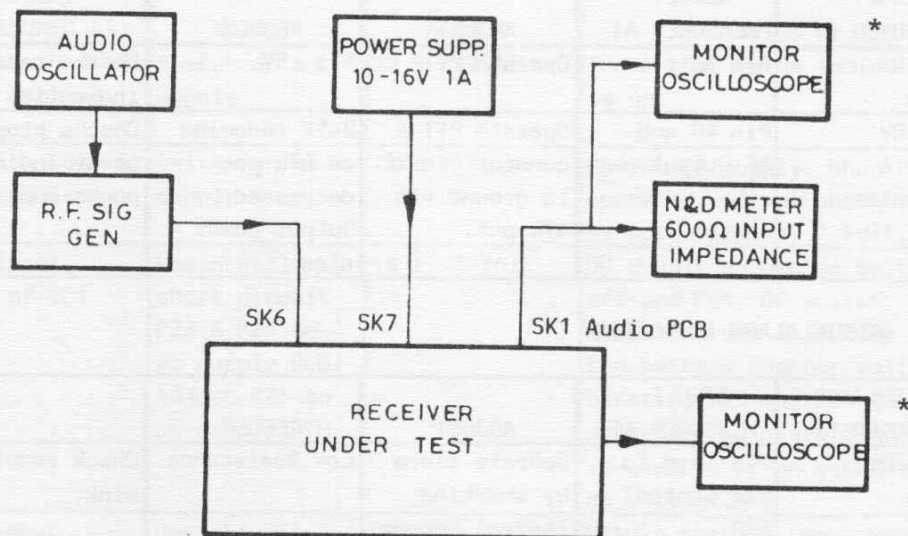 AUDIO
OSCILLATOR
POWER SUPP.
10-16V 1A
*
MONITOR
OSCILLOSCOPE
R.F. SIG
GEN
N&D METER
600Ω INPUT
IMPEDANCE
SK6
SK7
SK1 Audio PCB
RECEIVER
UNDER TEST
*
MONITOR
OSCILLOSCOPE